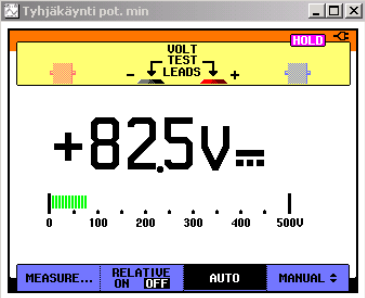 Tyhjäkäynti pot. min
HOLD
VOLT
TEST
- LEADS +
+82.5V
0 100 200 300 400 500V
MEASURE... RELATIVE ON OFF AUTO MANUAL